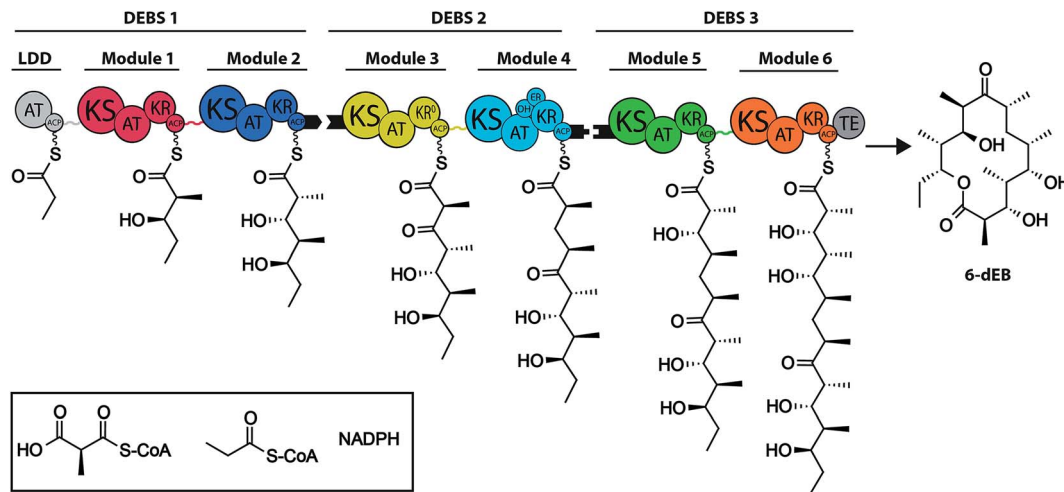 DEBS 1 DEBS 2 DEBS 3
LDD Module 1 Module 2 Module 3 Module 4 Module 5 Module 6
AT ACP KS AT KR ACP KS AT KR ACP KS AT KR⁰ ACP KS AT DH ER KR ACP KS AT KR ACP KS AT KR ACP TE
S S S S S S S
O O O O O O O
HO HO O HO HO
HO HO O HO
HO O
HO HO O
HO HO
HO HO
O
OH
O
O
OH
OH
6-dEB
O O O
HO S-CoA S-CoA NADPH